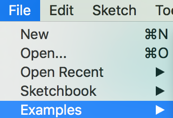 File Edit Sketch
New ⌘N
Open... ⌘O
Open Recent ▶
Sketchbook ▶
Examples ▶